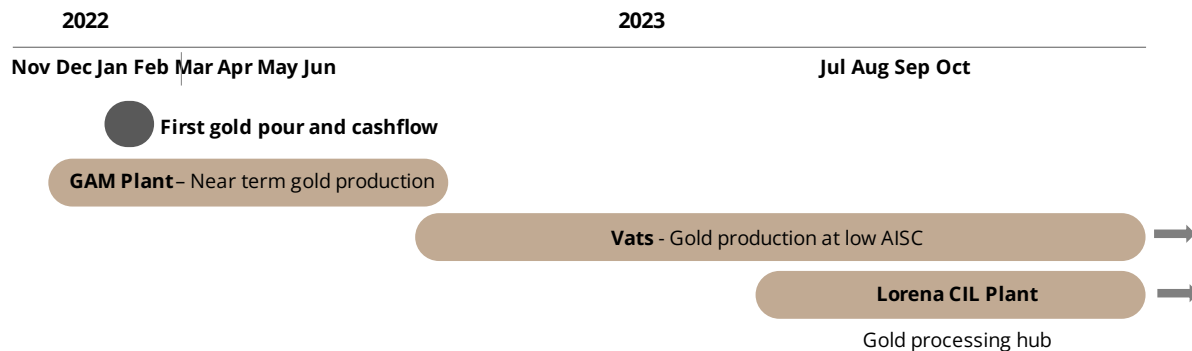 2022 2023
Nov Dec Jan Feb Mar Apr May Jun Jul Aug Sep Oct
First gold pour and cashflow
GAM Plant – Near term gold production
Vats - Gold production at low AISC
Lorena CIL Plant
Gold processing hub